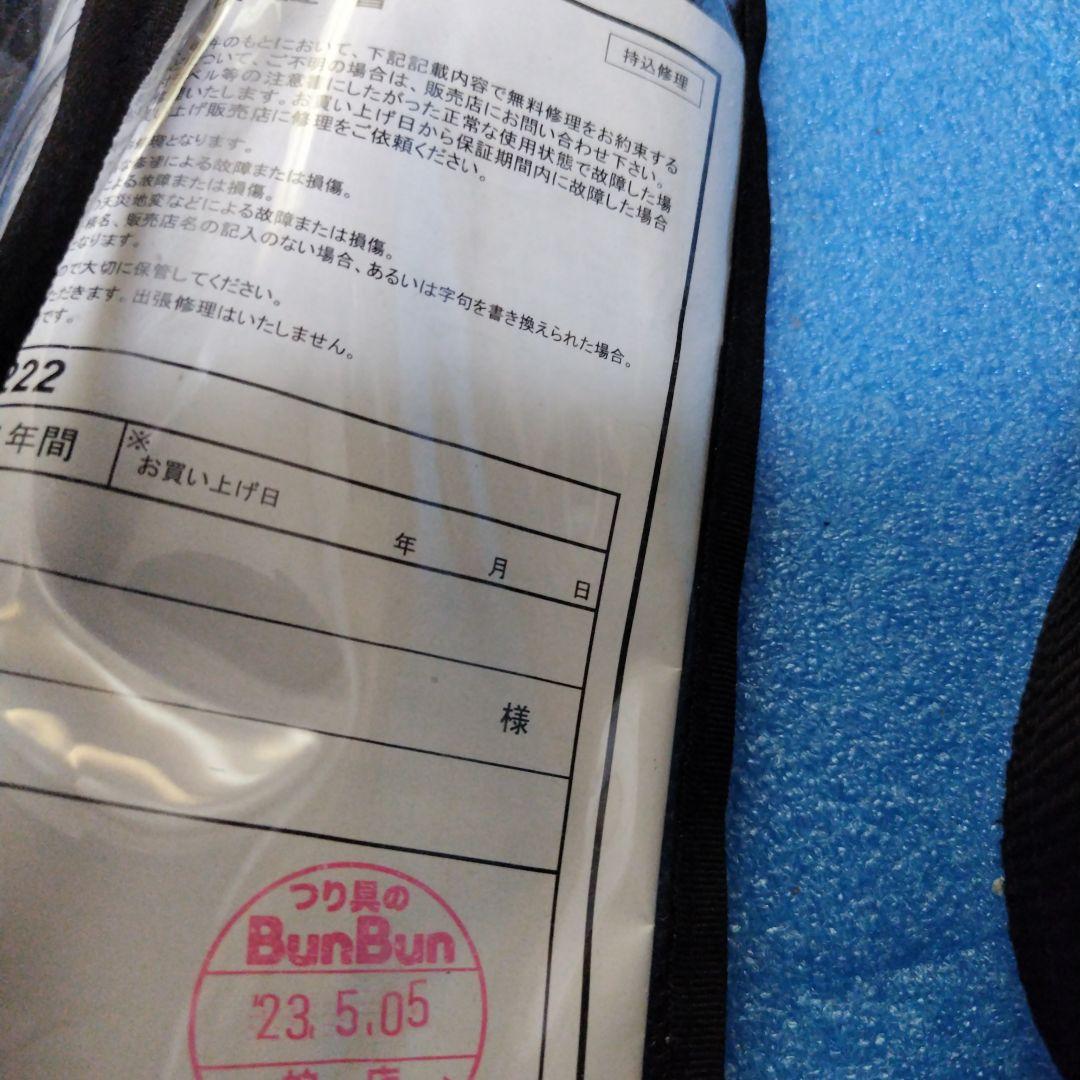 持込修理
のもとにおいて、下記記載内容で無料修理をお約束する
ついて、ご不明の場合は、販売店にお問い合わせ下さい。
ベル等の注意書にしたがった正常な使用状態で故障した場
いたします。お買い上げ日から保証期間内に故障した場合
い上げ販売店に修理をご依頼ください。
となります。
による故障または損傷。
よる故障または損傷。
天災地変などによる故障または損傷。
様名、販売店名の記入のない場合、あるいは字句を書き換えられた場合。
となります。
ので大切に保管してください。
ただきます。出張修理はいたしません。
です。
222
年間
※
お買い上げ日
年 月 日
様
つり具の
BunBun
'23. 5.05
店